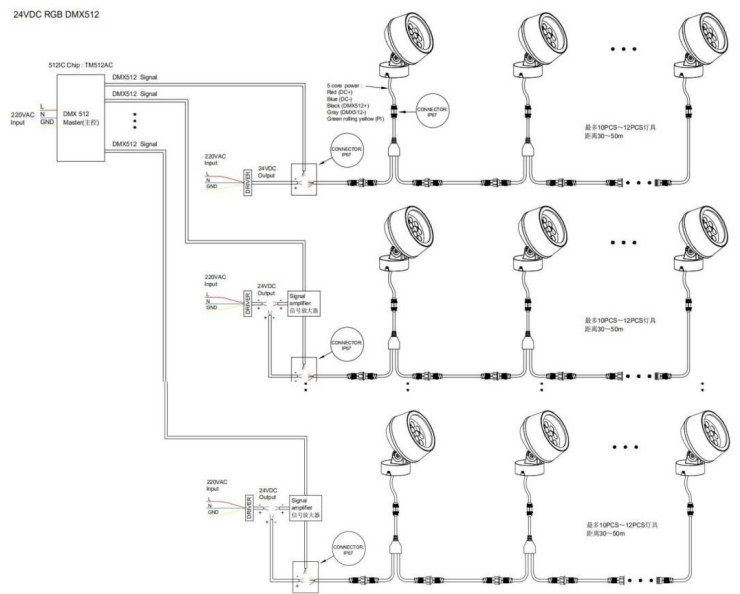 24VDC RGB DMX512
512IC Chip : TM512AC
DMX512 Signal
DMX512 Signal
DMX512 Signal
220VAC
Input
L
N
GND
DMX 512
Master(主控)
5 core power :
Red (DC+)
Blue (DC-)
Black (DMX512+)
Gray (DMX512-)
Green rolling yellow (PI)
CONNECTOR:
IP67
CONNECTOR:
IP67
220VAC
Input
L
N
GND
DRIVER
24VDC
Output
最多10PCS～12PCS灯具
距离30～50m
220VAC
Input
L
N
GND
DRIVER
24VDC
Output
Signal
amplifier
信号放大器
CONNECTOR:
IP67
最多10PCS～12PCS灯具
距离30～50m
220VAC
Input
L
N
GND
DRIVER
24VDC
Output
Signal
amplifier
信号放大器
CONNECTOR:
IP67
最多10PCS～12PCS灯具
距离30～50m